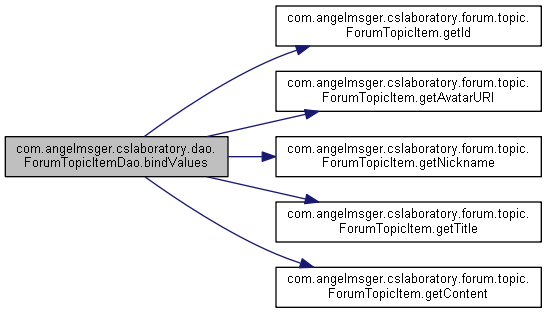 com.angelmsger.cslaboratory.forum.topic.
ForumTopicItem.getId
com.angelmsger.cslaboratory.forum.topic.
ForumTopicItem.getAvatarURI
com.angelmsger.cslaboratory.dao.
ForumTopicItemDao.bindValues
com.angelmsger.cslaboratory.forum.topic.
ForumTopicItem.getNickname
com.angelmsger.cslaboratory.forum.topic.
ForumTopicItem.getTitle
com.angelmsger.cslaboratory.forum.topic.
ForumTopicItem.getContent